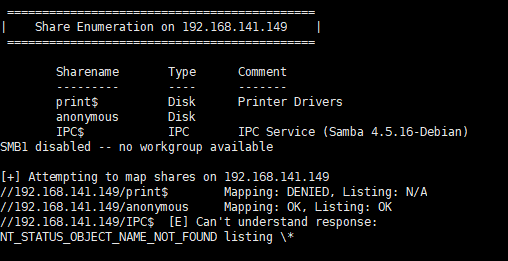 ==========================================
|    Share Enumeration on 192.168.141.149    |
==========================================
Sharename       Type      Comment
---------       ----      -------
print$          Disk      Printer Drivers
anonymous       Disk
IPC$            IPC       IPC Service (Samba 4.5.16-Debian)
SMB1 disabled -- no workgroup available
[+] Attempting to map shares on 192.168.141.149
//192.168.141.149/print$        Mapping: DENIED, Listing: N/A
//192.168.141.149/anonymous     Mapping: OK, Listing: OK
//192.168.141.149/IPC$  [E] Can't understand response:
NT_STATUS_OBJECT_NAME_NOT_FOUND listing \*